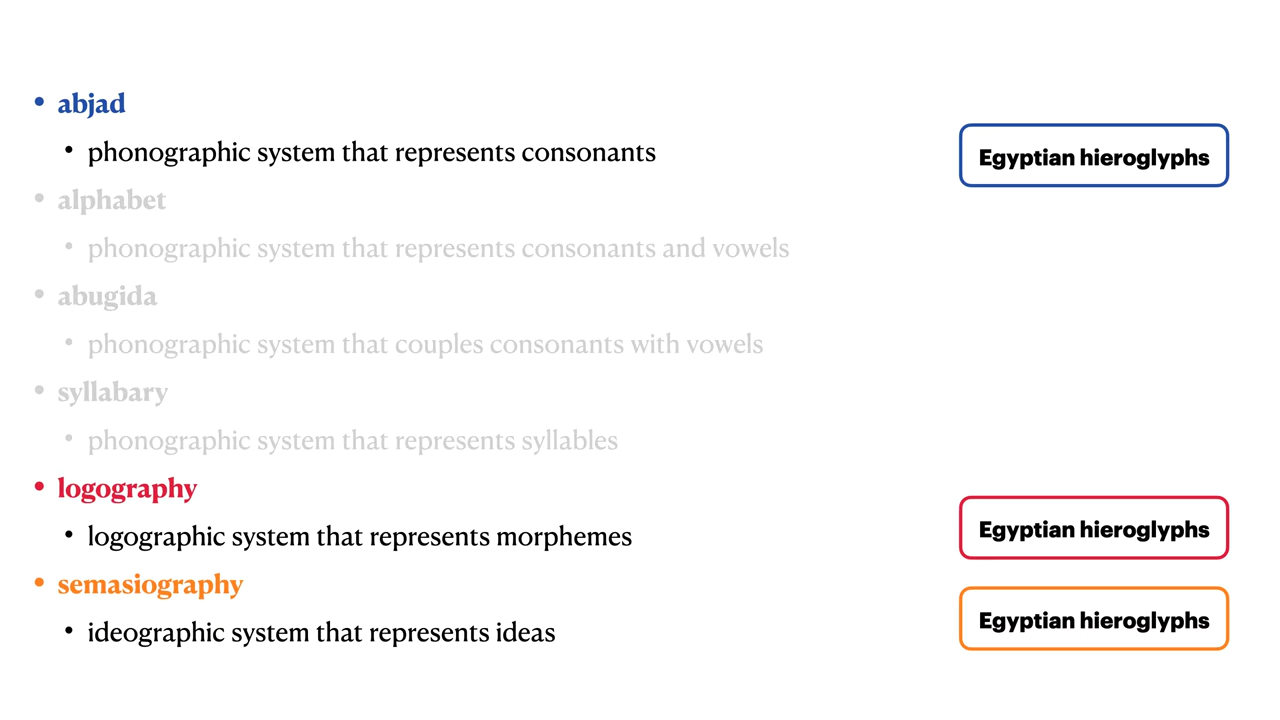 • abjad
• phonographic system that represents consonants
Egyptian hieroglyphs
• alphabet
• phonographic system that represents consonants and vowels
• abugida
• phonographic system that couples consonants with vowels
• syllabary
• phonographic system that represents syllables
• logography
• logographic system that represents morphemes
Egyptian hieroglyphs
• semasiography
• ideographic system that represents ideas
Egyptian hieroglyphs